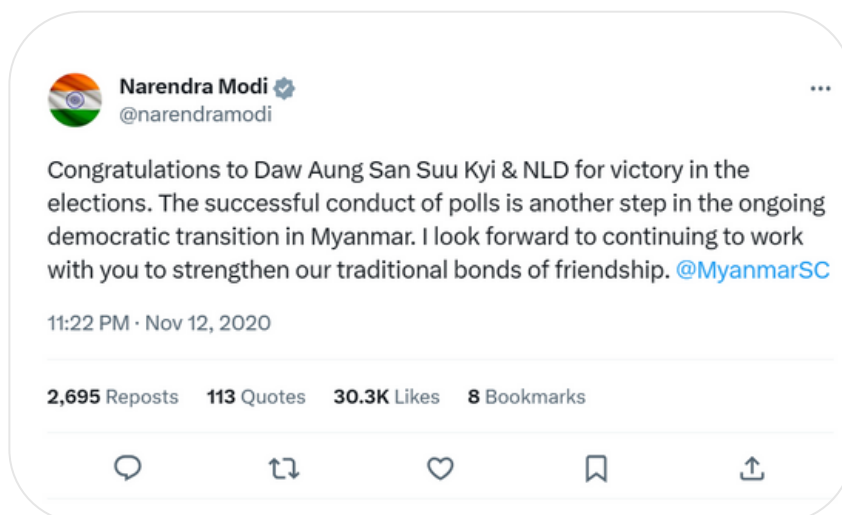 Narendra Modi
@narendramodi
Congratulations to Daw Aung San Suu Kyi & NLD for victory in the
elections. The successful conduct of polls is another step in the ongoing
democratic transition in Myanmar. I look forward to continuing to work
with you to strengthen our traditional bonds of friendship. @MyanmarSC
11:22 PM · Nov 12, 2020
2,695 Reposts 113 Quotes 30.3K Likes 8 Bookmarks